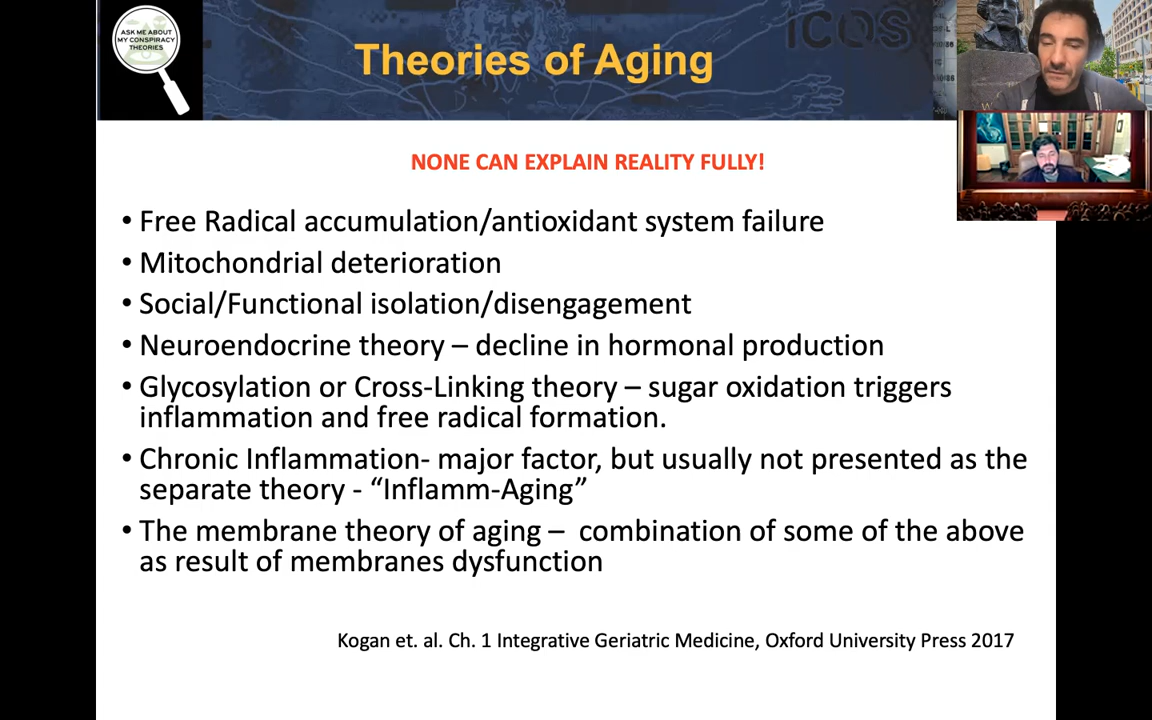 ASK ME ABOUT
MY CONSPIRACY
THEORIES
Theories of Aging
ICOS
NONE CAN EXPLAIN REALITY FULLY!
• Free Radical accumulation/antioxidant system failure
• Mitochondrial deterioration
• Social/Functional isolation/disengagement
• Neuroendocrine theory – decline in hormonal production
• Glycosylation or Cross-Linking theory – sugar oxidation triggers
inflammation and free radical formation.
• Chronic Inflammation- major factor, but usually not presented as the
separate theory - “Inflamm-Aging”
• The membrane theory of aging –  combination of some of the above
as result of membranes dysfunction
Kogan et. al. Ch. 1 Integrative Geriatric Medicine, Oxford University Press 2017